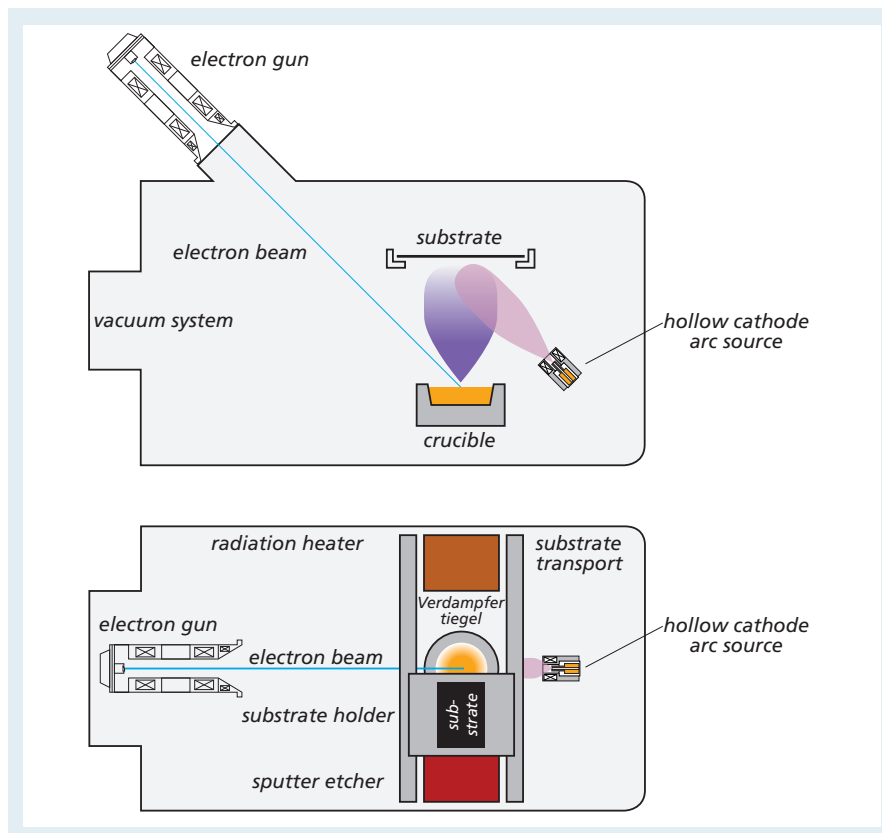 electron gun
substrate
electron beam
vacuum system
hollow cathode
arc source
crucible
radiation heater
substrate
transport
Verdampfer
tiegel
electron gun
hollow cathode
arc source
electron beam
substrate holder
sub-
strate
sputter etcher